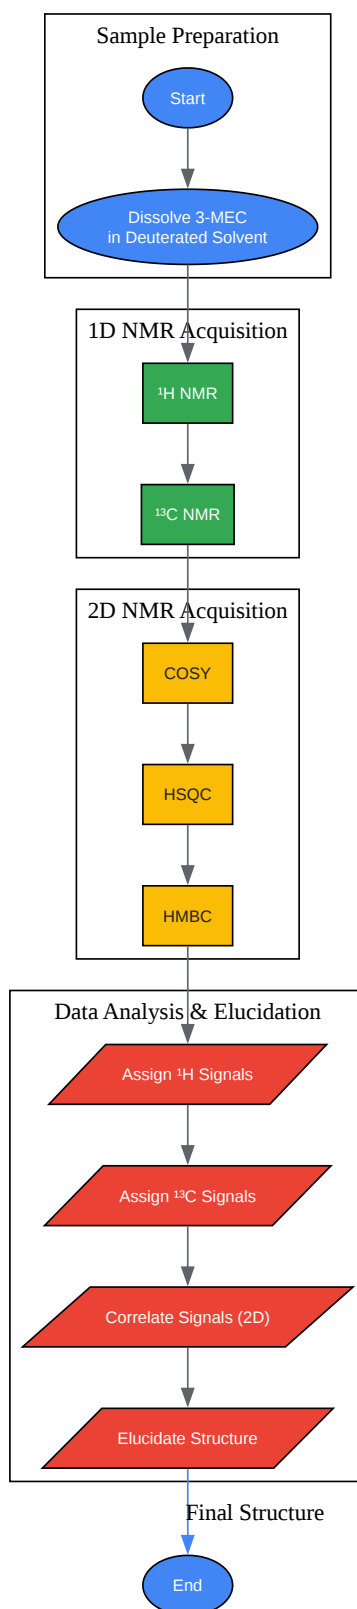 Sample Preparation
Start
Dissolve 3-MEC
in Deuterated Solvent
1D NMR Acquisition
¹H NMR
¹³C NMR
2D NMR Acquisition
COSY
HSQC
HMBC
Data Analysis & Elucidation
Assign ¹H Signals
Assign ¹³C Signals
Correlate Signals (2D)
Elucidate Structure
Final Structure
End